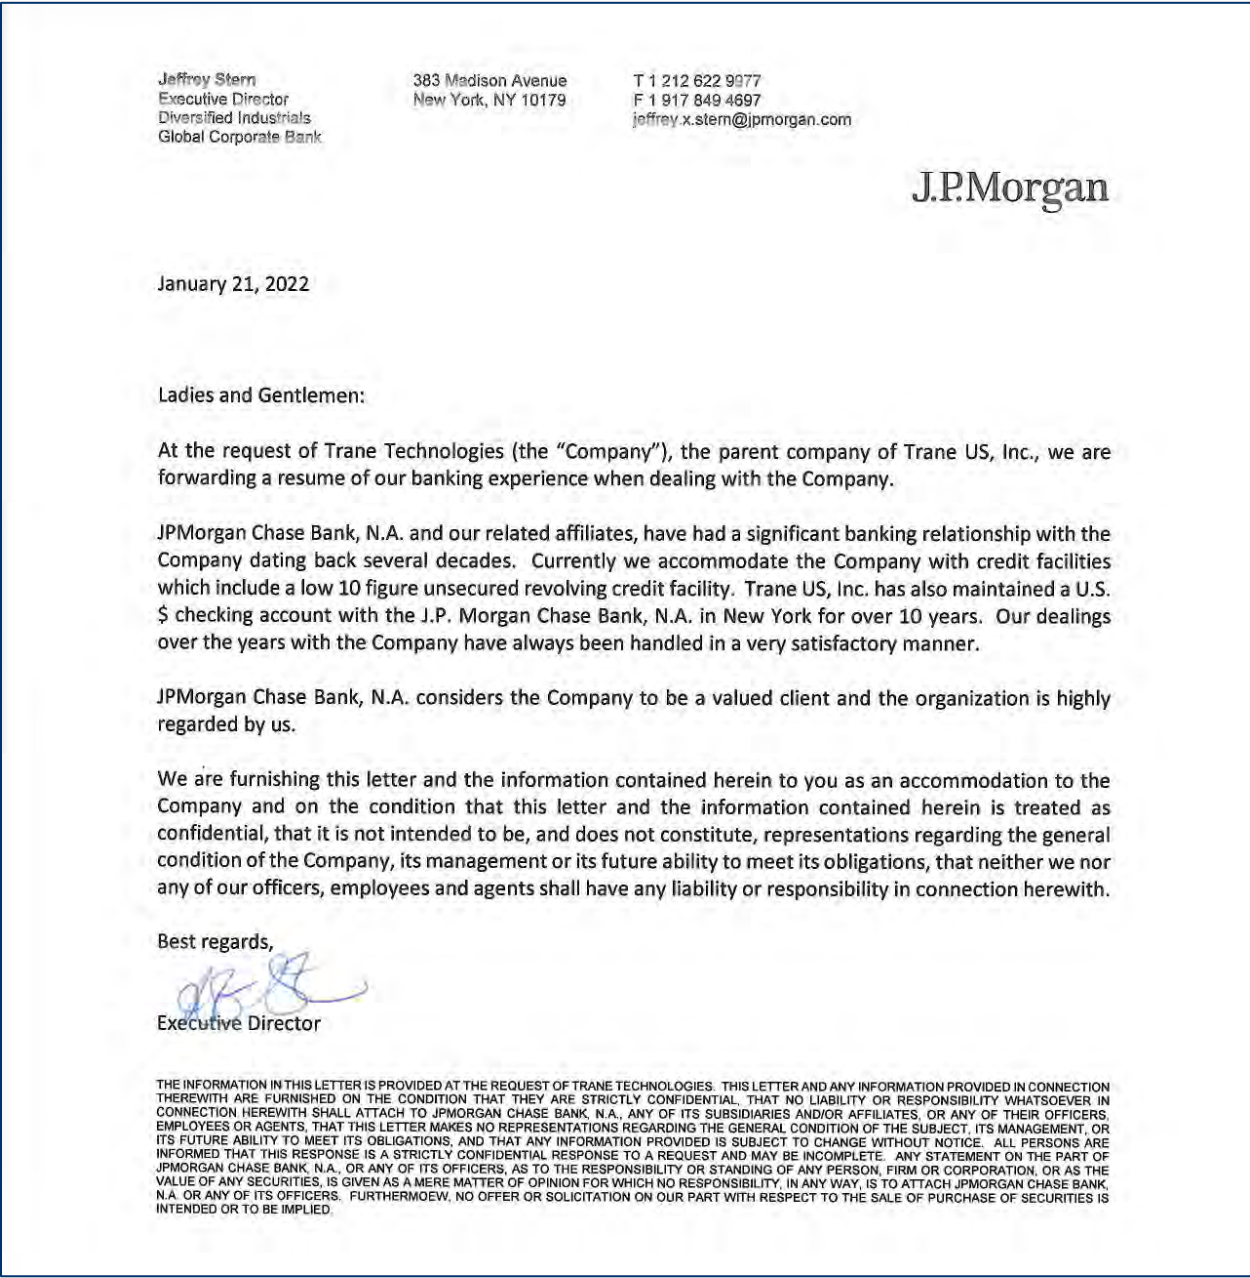 Jeffrey Stern
Executive Director
Diversified Industrials
Global Corporate Bank
383 Madison Avenue
New York, NY 10179
T 1 212 622 9977
F 1 917 849 4697
jeffrey.x.stern@jpmorgan.com
J.P.Morgan
January 21, 2022
Ladies and Gentlemen:
At the request of Trane Technologies (the “Company”), the parent company of Trane US, Inc., we are
forwarding a resume of our banking experience when dealing with the Company.
JPMorgan Chase Bank, N.A. and our related affiliates, have had a significant banking relationship with the
Company dating back several decades.  Currently we accommodate the Company with credit facilities
which include a low 10 figure unsecured revolving credit facility.  Trane US, Inc. has also maintained a U.S.
$ checking account with the J.P. Morgan Chase Bank, N.A. in New York for over 10 years.  Our dealings
over the years with the Company have always been handled in a very satisfactory manner.
JPMorgan Chase Bank, N.A. considers the Company to be a valued client and the organization is highly
regarded by us.
We are furnishing this letter and the information contained herein to you as an accommodation to the
Company and on the condition that this letter and the information contained herein is treated as
confidential, that it is not intended to be, and does not constitute, representations regarding the general
condition of the Company, its management or its future ability to meet its obligations, that neither we nor
any of our officers, employees and agents shall have any liability or responsibility in connection herewith.
Best regards,
Executive Director
THE INFORMATION IN THIS LETTER IS PROVIDED AT THE REQUEST OF TRANE TECHNOLOGIES. THIS LETTER AND ANY INFORMATION PROVIDED IN CONNECTION
THEREWITH ARE FURNISHED ON THE CONDITION THAT THEY ARE STRICTLY CONFIDENTIAL, THAT NO LIABILITY OR RESPONSIBILITY WHATSOEVER IN
CONNECTION HEREWITH SHALL ATTACH TO JPMORGAN CHASE BANK, N.A., ANY OF ITS SUBSIDIARIES AND/OR AFFILIATES, OR ANY OF THEIR OFFICERS,
EMPLOYEES OR AGENTS, THAT THIS LETTER MAKES NO REPRESENTATIONS REGARDING THE GENERAL CONDITION OF THE SUBJECT, ITS MANAGEMENT, OR
ITS FUTURE ABILITY TO MEET ITS OBLIGATIONS, AND THAT ANY INFORMATION PROVIDED IS SUBJECT TO CHANGE WITHOUT NOTICE.  ALL PERSONS ARE
INFORMED THAT THIS RESPONSE IS A STRICTLY CONFIDENTIAL RESPONSE TO A REQUEST AND MAY BE INCOMPLETE. ANY STATEMENT ON THE PART OF
JPMORGAN CHASE BANK, N.A., OR ANY OF ITS OFFICERS, AS TO THE RESPONSIBILITY OR STANDING OF ANY PERSON, FIRM OR CORPORATION, OR AS THE
VALUE OF ANY SECURITIES, IS GIVEN AS A MERE MATTER OF OPINION FOR WHICH NO RESPONSIBILITY, IN ANY WAY, IS TO ATTACH JPMORGAN CHASE BANK,
N.A. OR ANY OF ITS OFFICERS.  FURTHERMOEW, NO OFFER OR SOLICITATION ON OUR PART WITH RESPECT TO THE SALE OF PURCHASE OF SECURITIES IS
INTENDED OR TO BE IMPLIED.